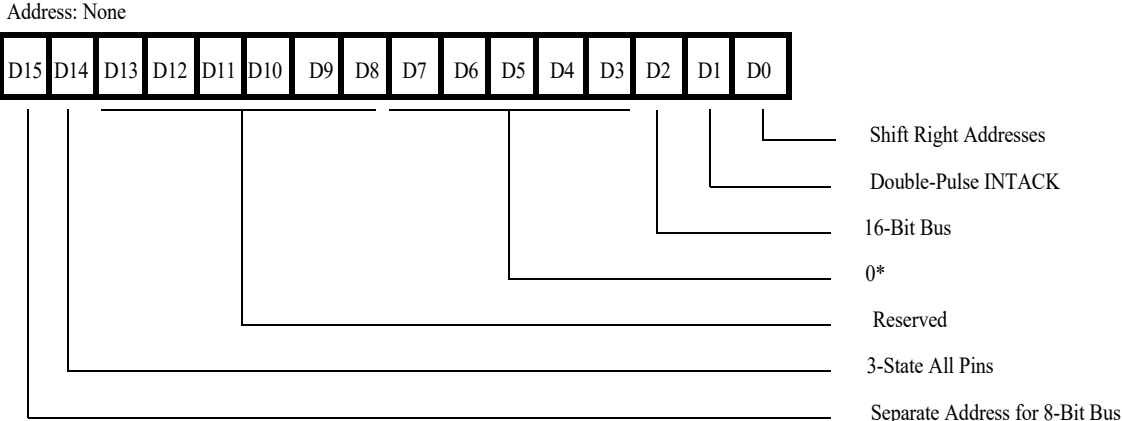 Address: None
D15 D14 D13 D12 D11 D10 D9 D8 D7 D6 D5 D4 D3 D2 D1 D0
Shift Right Addresses
Double-Pulse INTACK
16-Bit Bus
0*
Reserved
3-State All Pins
Separate Address for 8-Bit Bus